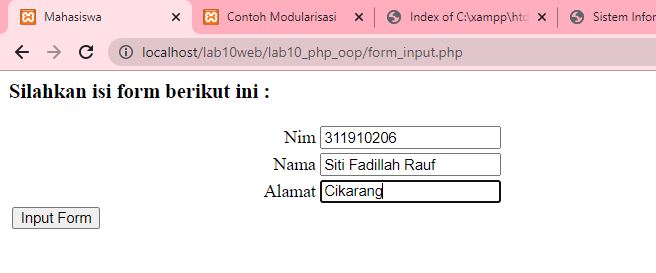 Mahasiswa
Contoh Modularisasi
Index of C:\xampp\htd
Sistem Infor
localhost/lab10web/lab10_php_oop/form_input.php
Silahkan isi form berikut ini :
Nim 311910206
Nama Siti Fadillah Rauf
Alamat Cikarang
Input Form